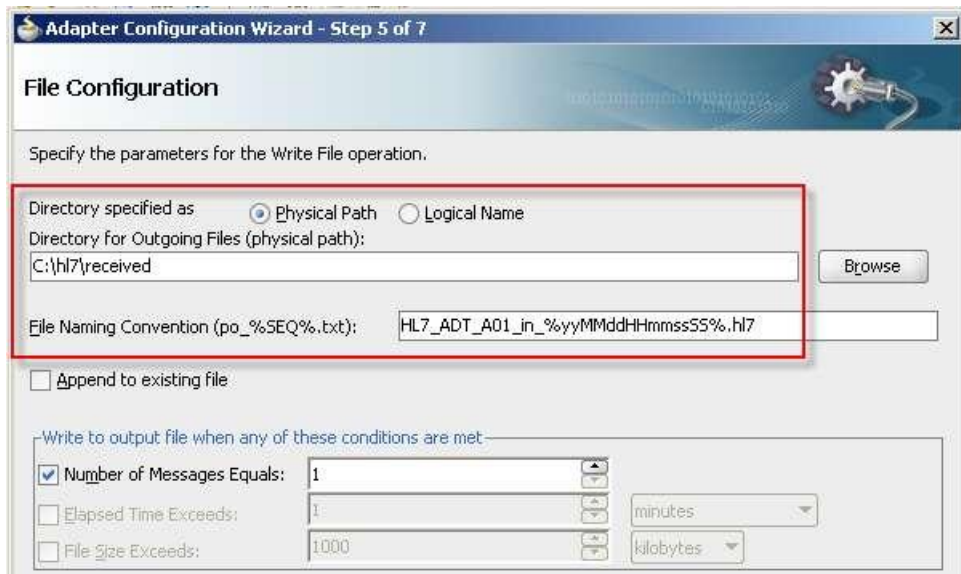 Adapter Configuration Wizard - Step 5 of 7
File Configuration
Specify the parameters for the Write File operation.
Directory specified as Physical Path Logical Name
Directory for Outgoing Files (physical path):
C:\hl7\received Browse
File Naming Convention (po_%SEQ%.txt): HL7_ADT_A01_in_%yyMMddHHmmssSS%.hl7
Append to existing file
Write to output file when any of these conditions are met
Number of Messages Equals: 1
Elapsed Time Exceeds: 1 minutes
File Size Exceeds: 1000 kilobytes